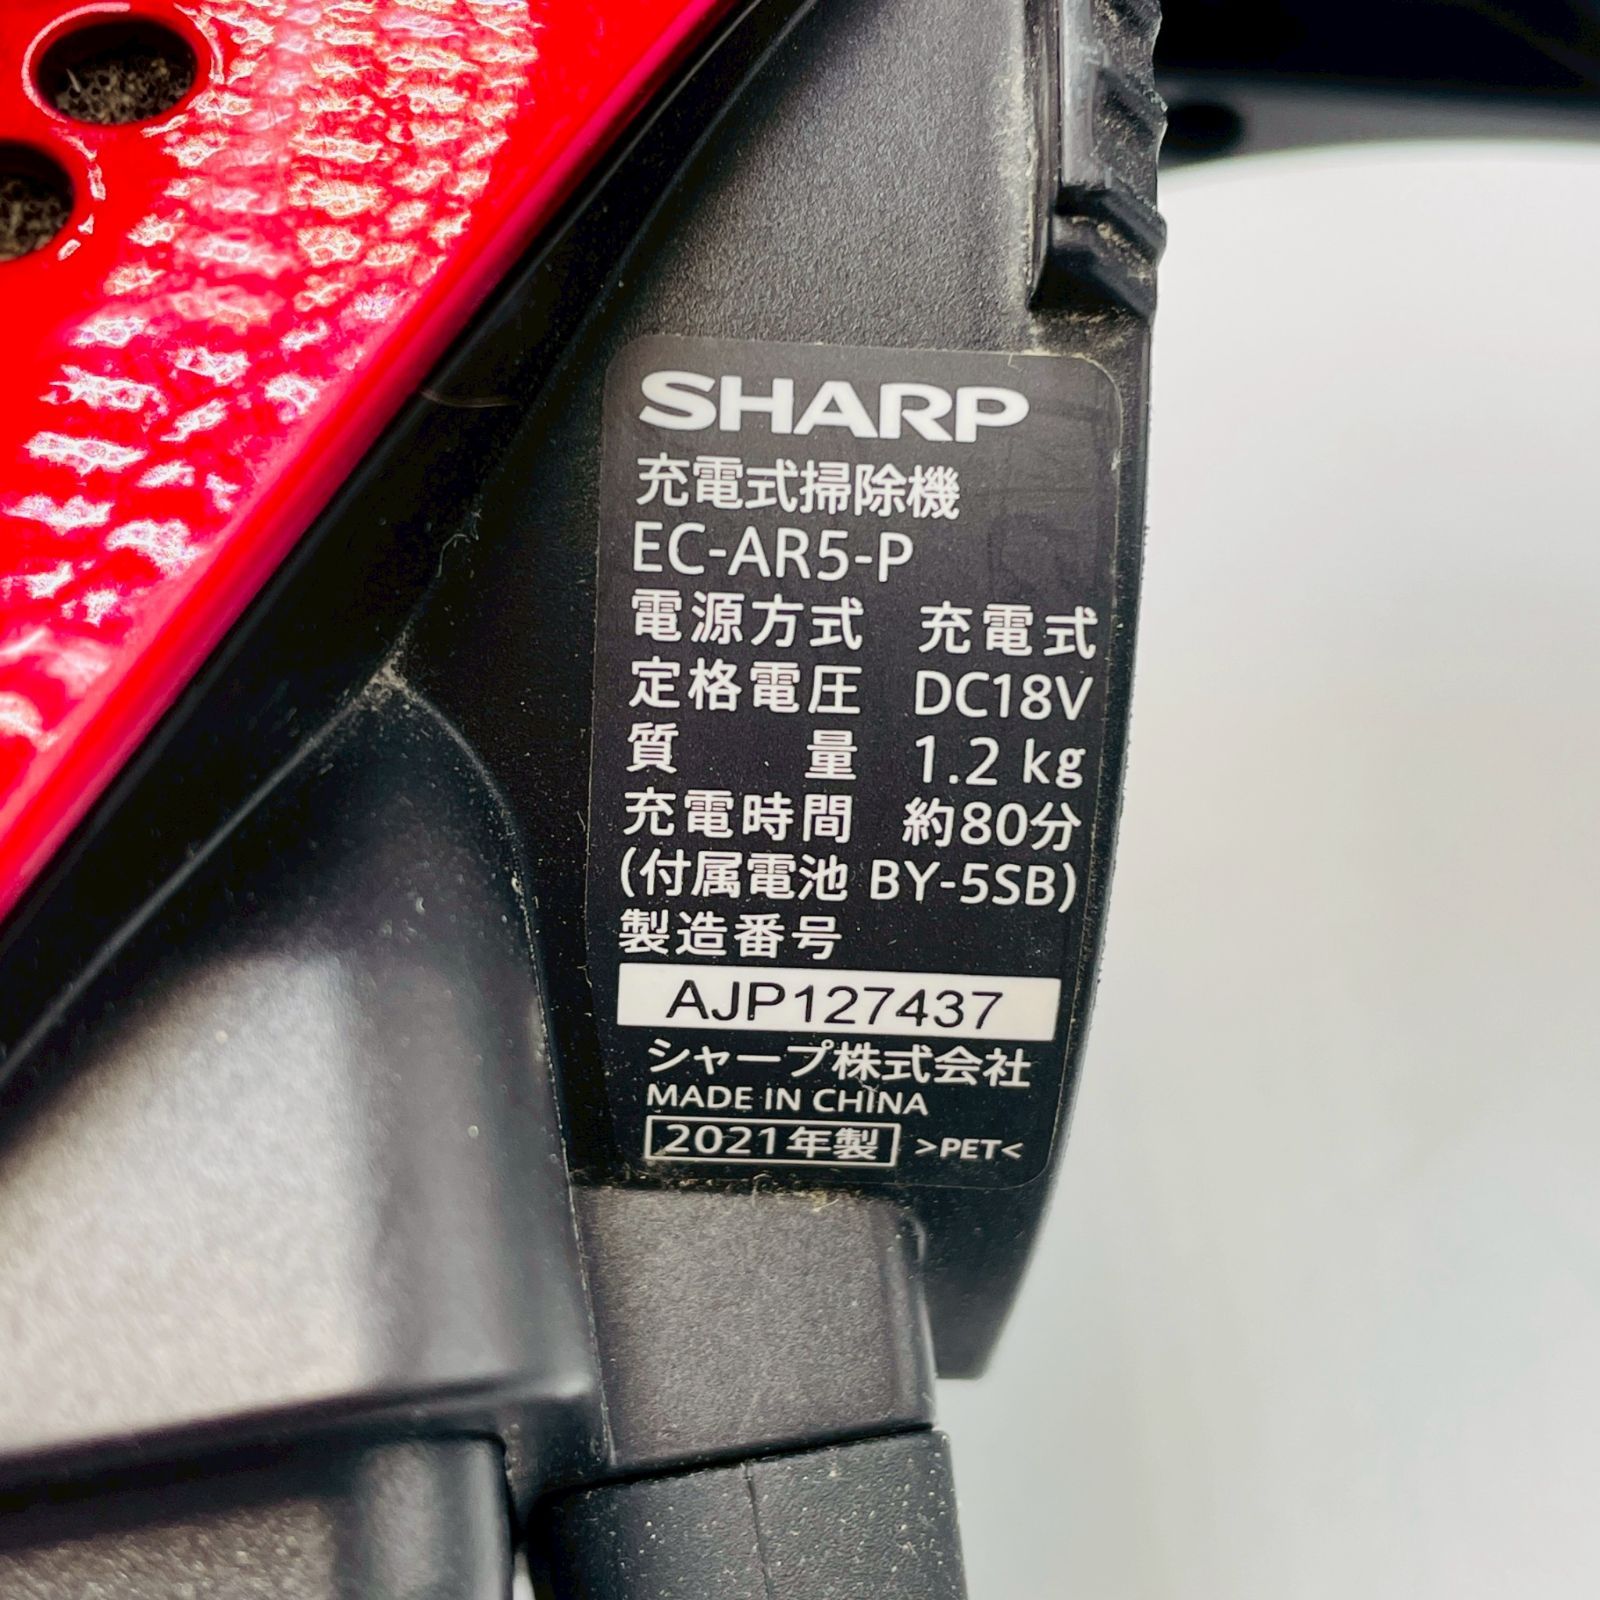 SHARP
充電式掃除機
EC-AR5-P
電源方式 充電式
定格電圧 DC18V
質量 1.2 kg
充電時間 約80分
(付属電池 BY-5SB)
製造番号
AJP127437
シャープ株式会社
MADE IN CHINA
2021年製 >PET<